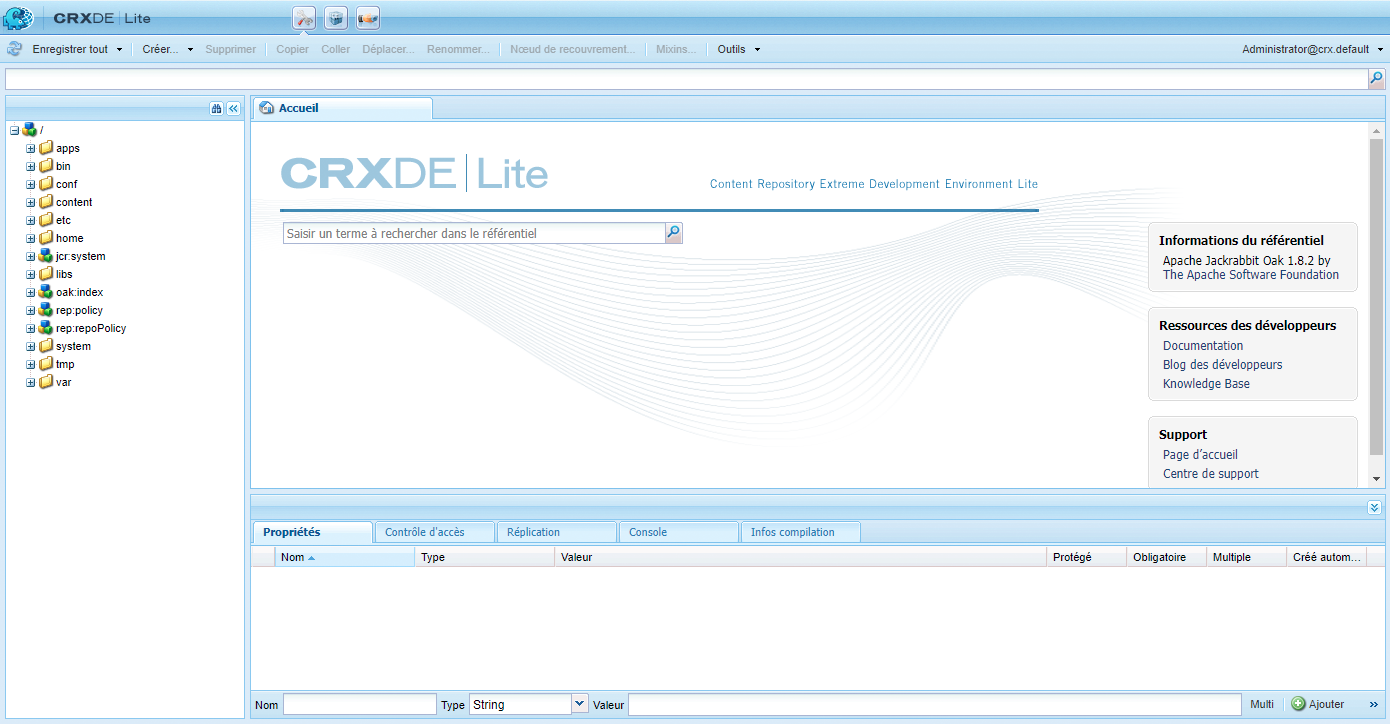 CRXDE | Lite
Enregistrer tout Créer... Supprimer Copier Coller Déplacer... Renommer... Nœud de recouvrement... Mixins... Outils Administrator@crx.default
/
apps
bin
conf
content
etc
home
jcr:system
libs
oak:index
rep:policy
rep:repoPolicy
system
tmp
var
Accueil
CRXDE | Lite
Content Repository Extreme Development Environment Lite
Saisir un terme à rechercher dans le référentiel
Informations du référentiel
Apache Jackrabbit Oak 1.8.2 by
The Apache Software Foundation
Ressources des développeurs
Documentation
Blog des développeurs
Knowledge Base
Support
Page d’accueil
Centre de support
Propriétés Contrôle d'accès Réplication Console Infos compilation
Nom Type Valeur Protégé Obligatoire Multiple Créé autom...
Nom Type String Valeur Multi Ajouter »